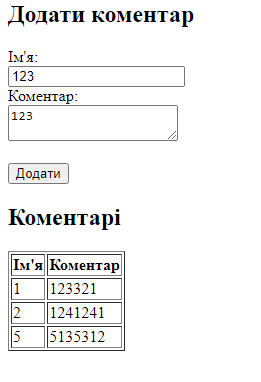 Додати коментар
Ім'я:
123
Коментар:
123
Додати
Коментарі
Ім'я Коментар
1 123321
2 1241241
5 5135312